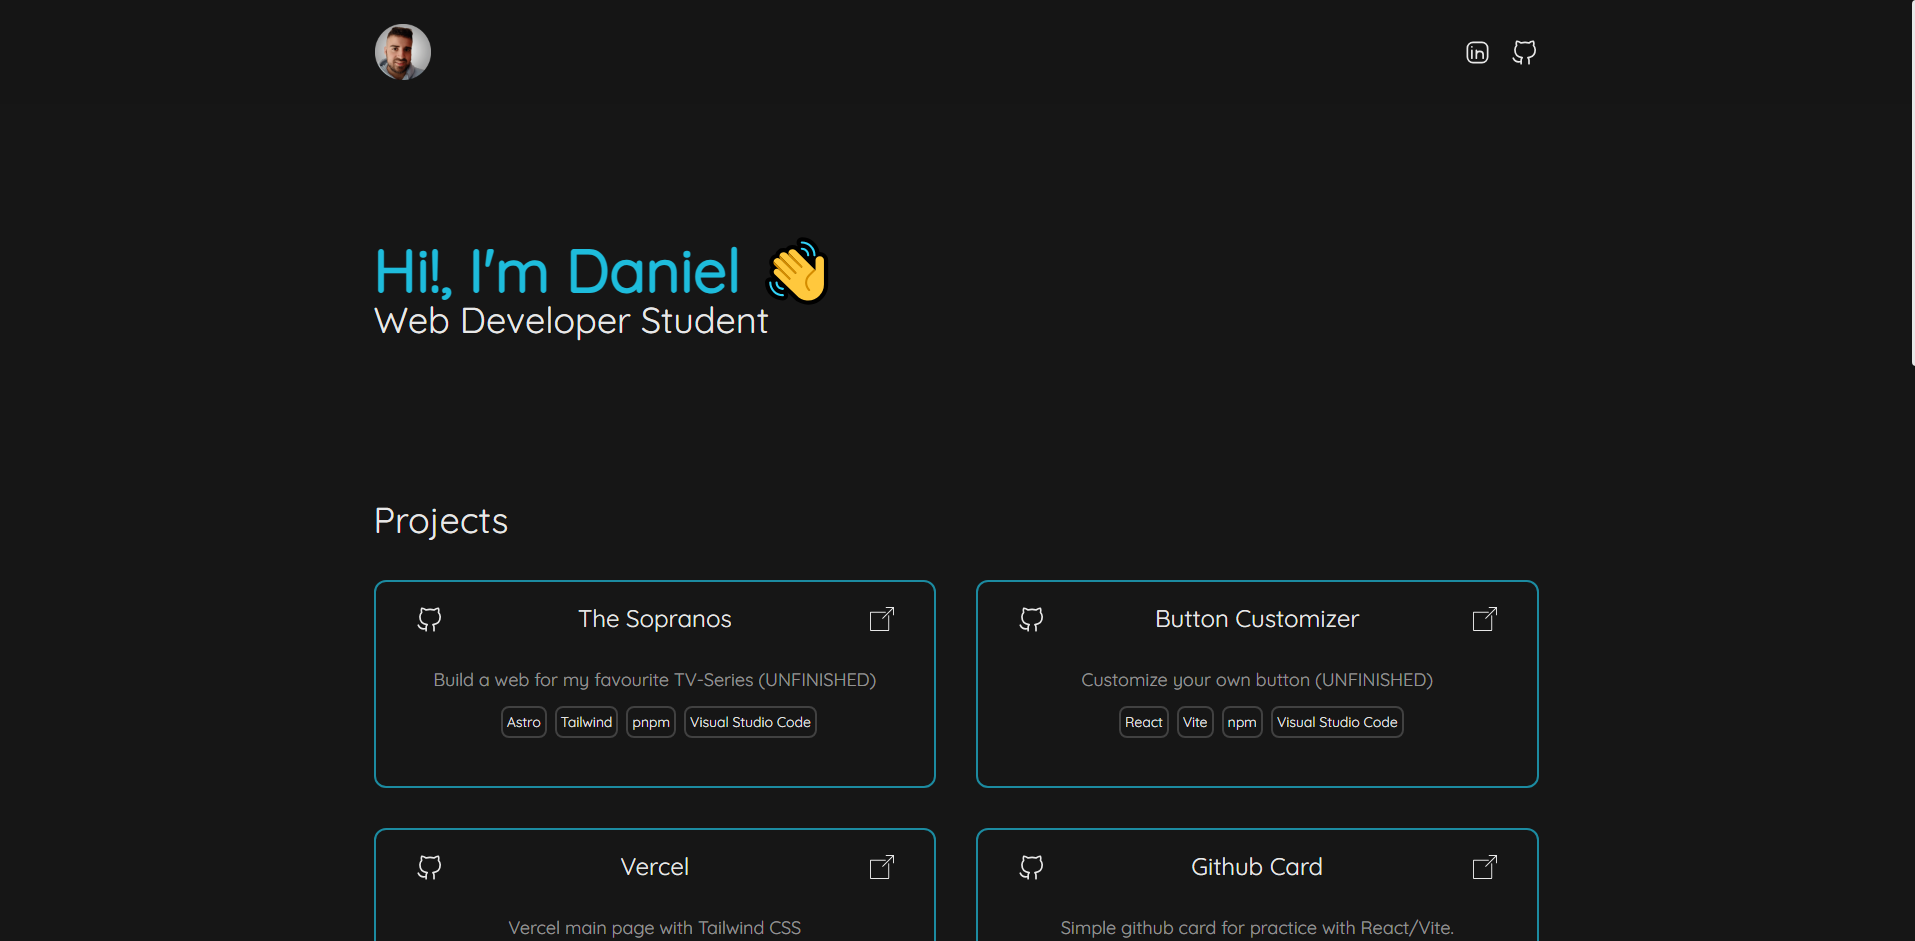 in
Hi!, I'm Daniel
Web Developer Student
Projects
The Sopranos
Build a web for my favourite TV-Series (UNFINISHED)
Astro Tailwind pnpm Visual Studio Code
Button Customizer
Customize your own button (UNFINISHED)
React Vite npm Visual Studio Code
Vercel
Vercel main page with Tailwind CSS
Github Card
Simple github card for practice with React/Vite.